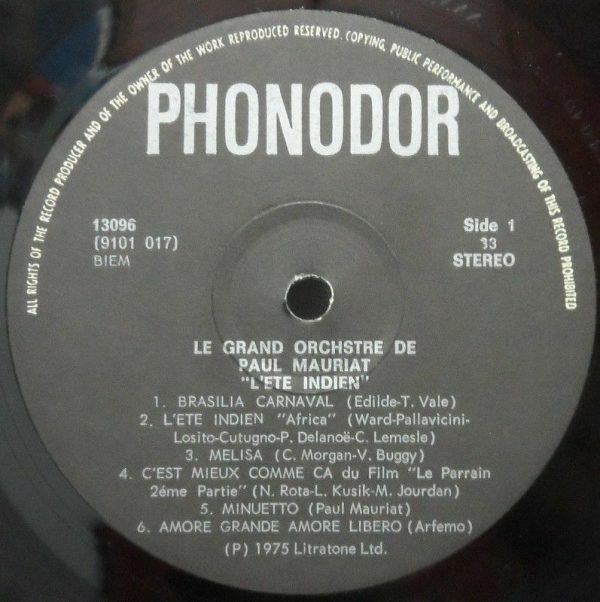 ALL RIGHTS OF THE RECORD PRODUCER AND OF THE OWNER OF THE WORK REPRODUCED RESERVED. COPYING, PUBLIC PERFORMANCE AND BROADCASTING OF THIS RECORD PROHIBITED
PHONODOR
13096
(9101 017)
BIEM
Side 1
33
STEREO
LE GRAND ORCHSTRE DE
PAUL MAURIAT
"L'ETE INDIEN"
1. BRASILIA CARNAVAL (Edilde-T. Vale)
2. L'ETE INDIEN "Africa" (Ward-Pallavicini-
Losito-Cutugno-P. Delanoë-C. Lemesle)
3. MELISA (C. Morgan-V. Buggy)
4. C'EST MIEUX COMME ÇA du Film "Le Parrain
2éme Partie" (N. Rota-L. Kusik-M. Jourdan)
5. MINUETTO (Paul Mauriat)
6. AMORE GRANDE AMORE LIBERO (Arfemo)
(P) 1975 Litratone Ltd.